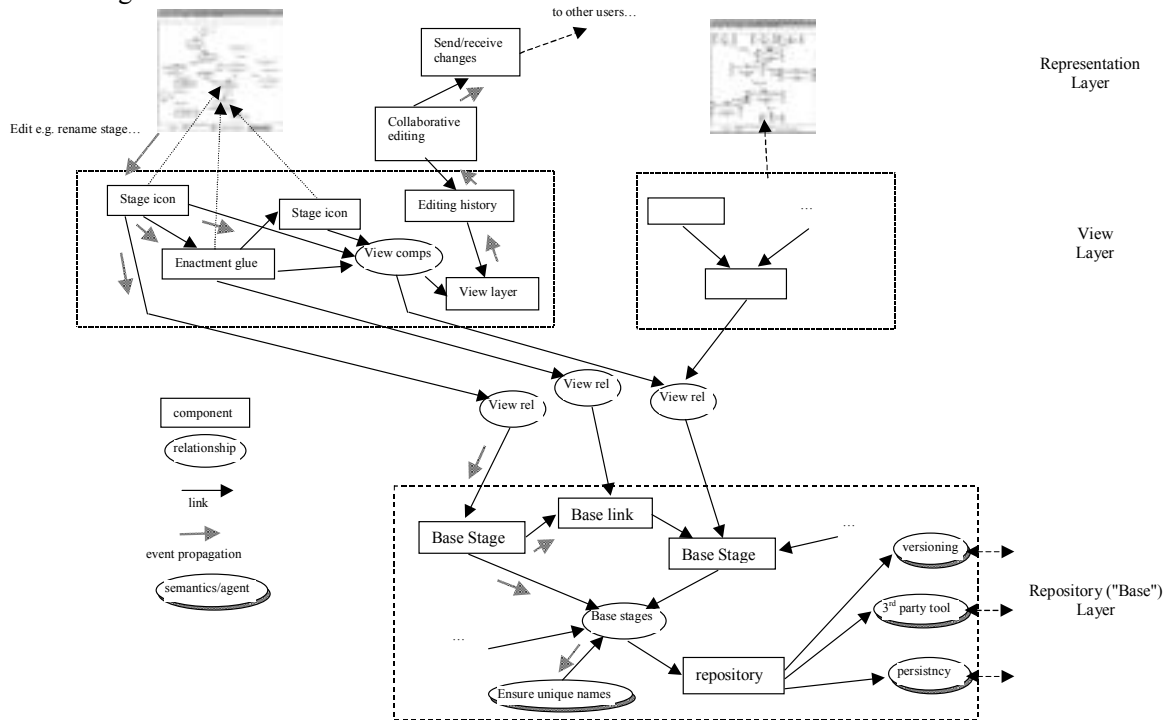 to other users…
Send/receive
changes
Representation
Layer
Collaborative
editing
Edit e.g. rename stage…
Stage icon
Stage icon
Editing history
…
View
Layer
View comps
Enactment glue
View layer
View rel
View rel
View rel
component
relationship
link
event propagation
semantics/agent
Base link
Base Stage
Base Stage
…
versioning
Repository ("Base")
Layer
3rd party tool
Base stages
…
repository
persistncy
Ensure unique names